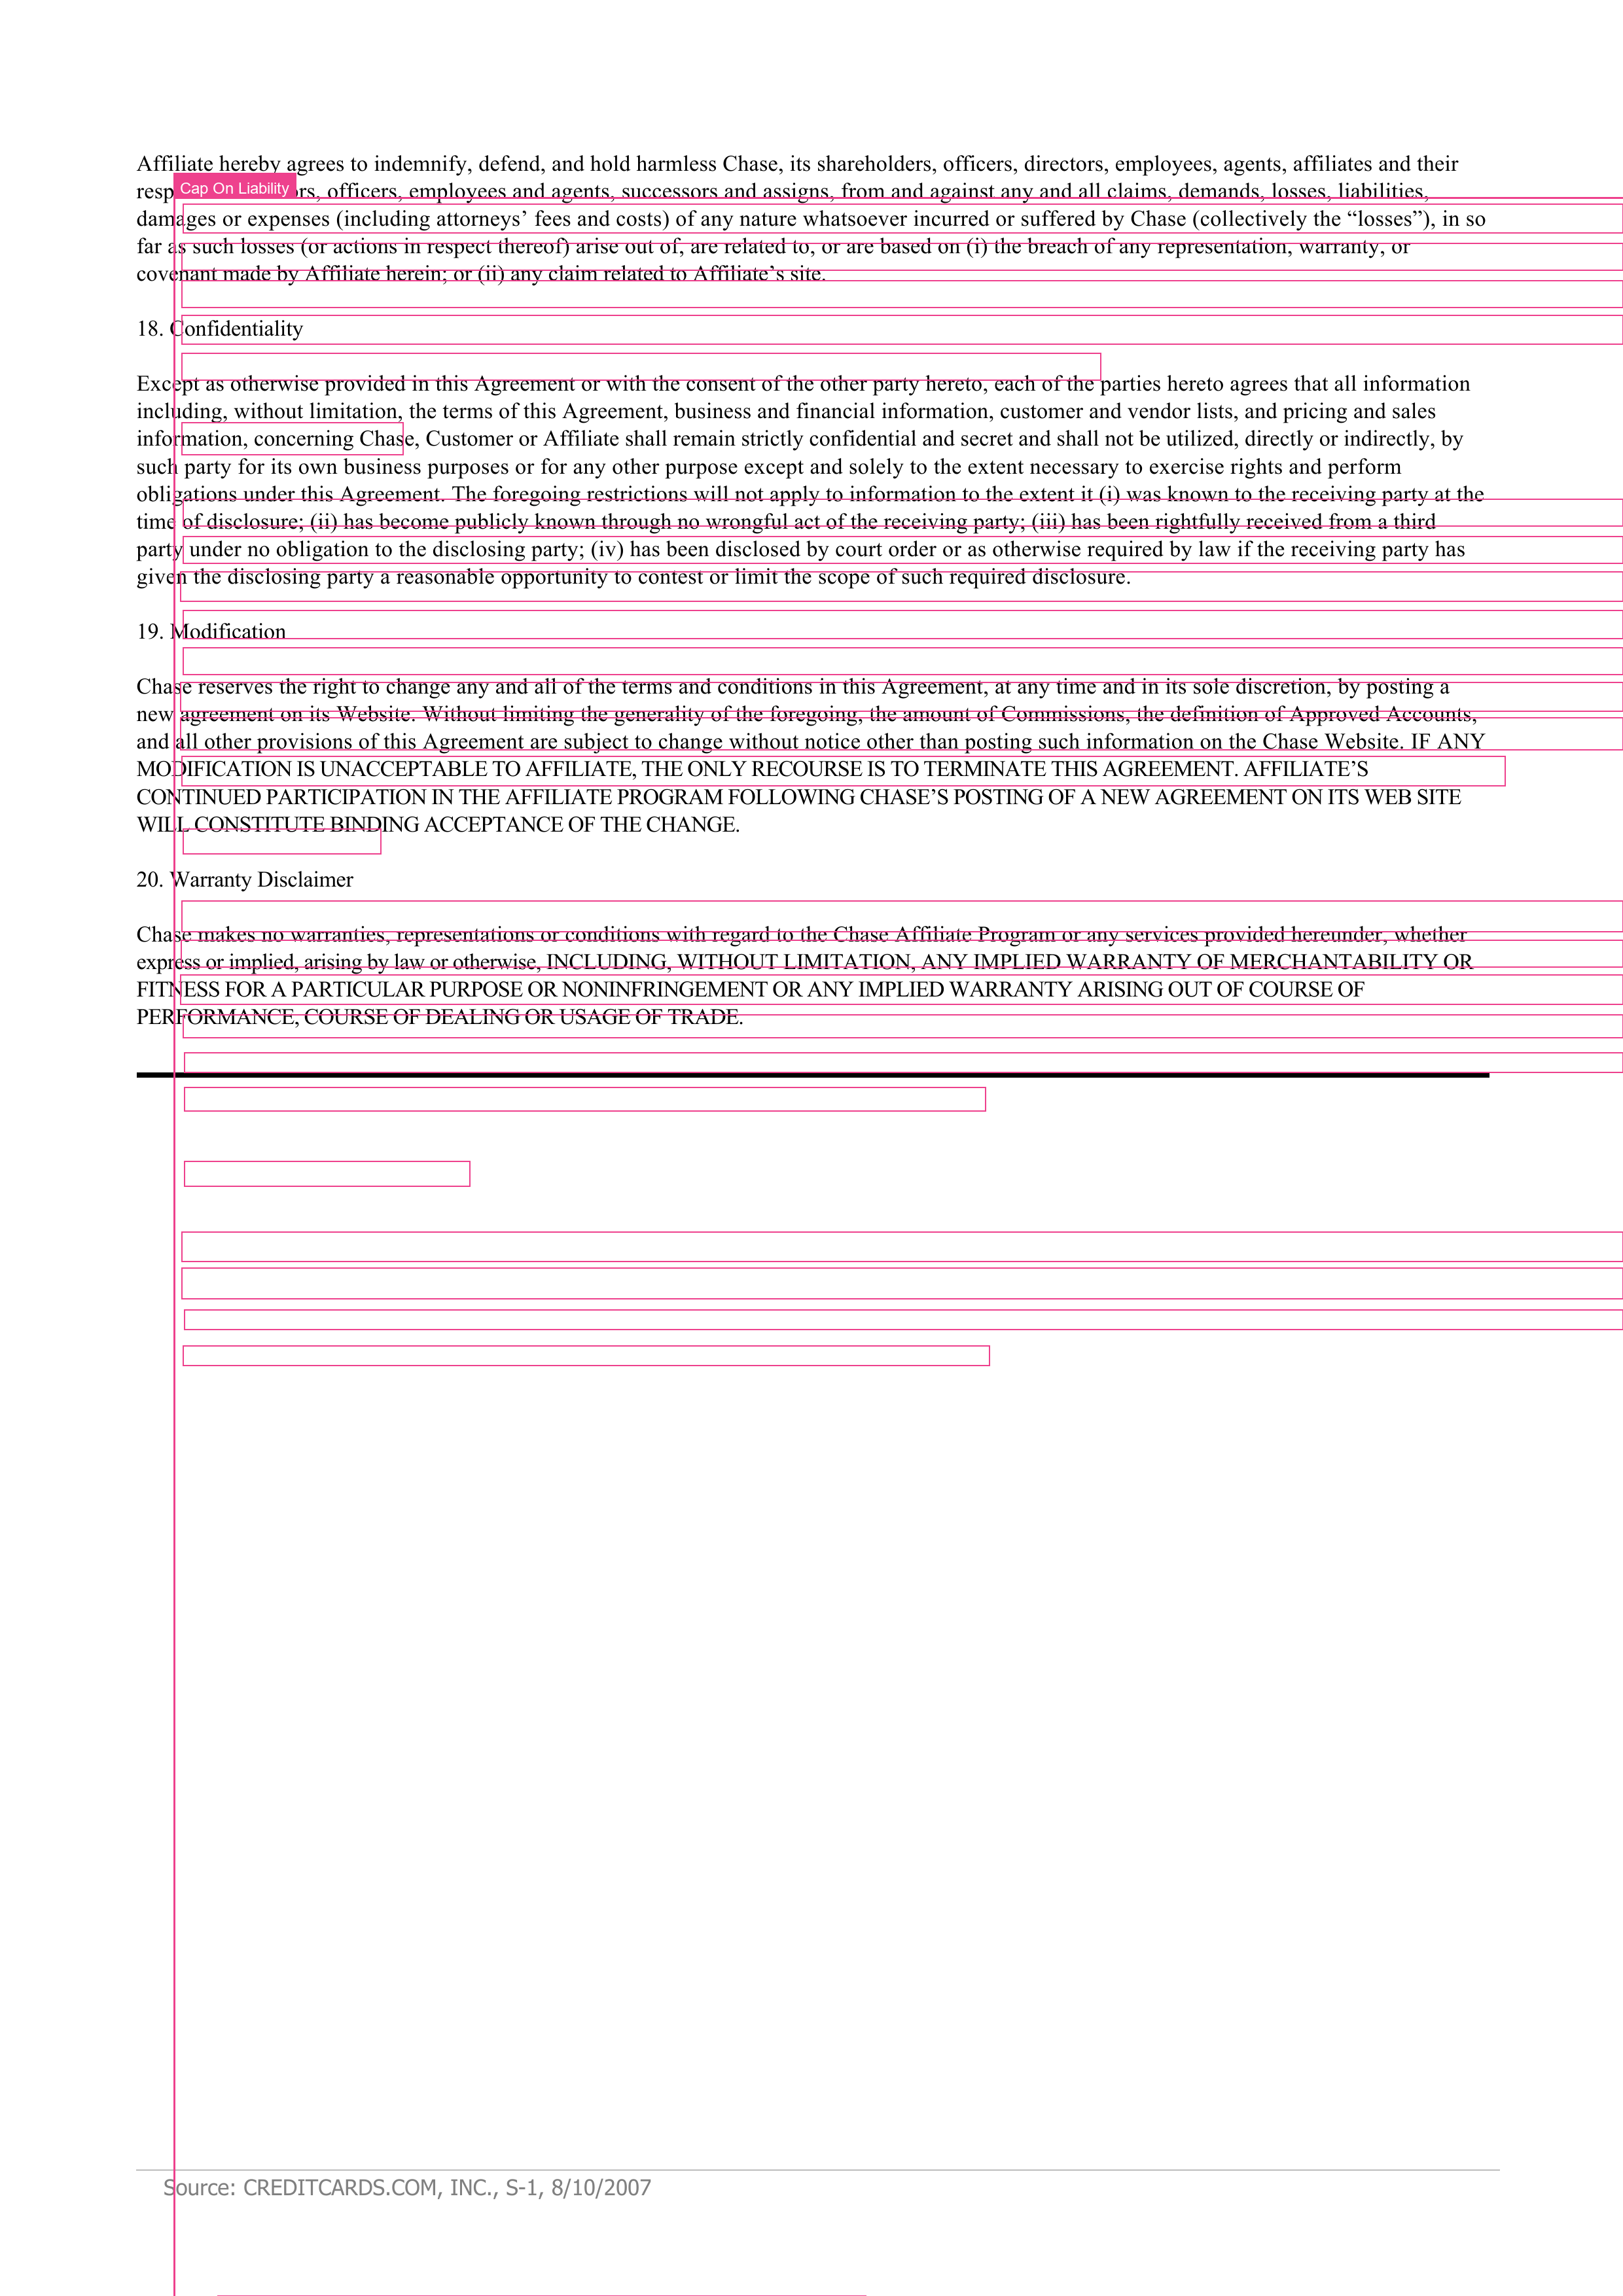 Affiliate hereby agrees to indemnify, defend, and hold harmless Chase, its shareholders, officers, directors, employees, agents, affiliates and their
resp Cap On Liability rs, officers, employees and agents, successors and assigns, from and against any and all claims, demands, losses, liabilities,
damages or expenses (including attorneys’ fees and costs) of any nature whatsoever incurred or suffered by Chase (collectively the “losses”), in so
far as such losses (or actions in respect thereof) arise out of, are related to, or are based on (i) the breach of any representation, warranty, or
covenant made by Affiliate herein; or (ii) any claim related to Affiliate’s site.
18. Confidentiality
Except as otherwise provided in this Agreement or with the consent of the other party hereto, each of the parties hereto agrees that all information
including, without limitation, the terms of this Agreement, business and financial information, customer and vendor lists, and pricing and sales
information, concerning Chase, Customer or Affiliate shall remain strictly confidential and secret and shall not be utilized, directly or indirectly, by
such party for its own business purposes or for any other purpose except and solely to the extent necessary to exercise rights and perform
obligations under this Agreement. The foregoing restrictions will not apply to information to the extent it (i) was known to the receiving party at the
time of disclosure; (ii) has become publicly known through no wrongful act of the receiving party; (iii) has been rightfully received from a third
party under no obligation to the disclosing party; (iv) has been disclosed by court order or as otherwise required by law if the receiving party has
given the disclosing party a reasonable opportunity to contest or limit the scope of such required disclosure.
19. Modification
Chase reserves the right to change any and all of the terms and conditions in this Agreement, at any time and in its sole discretion, by posting a
new agreement on its Website. Without limiting the generality of the foregoing, the amount of Commissions, the definition of Approved Accounts,
and all other provisions of this Agreement are subject to change without notice other than posting such information on the Chase Website. IF ANY
MODIFICATION IS UNACCEPTABLE TO AFFILIATE, THE ONLY RECOURSE IS TO TERMINATE THIS AGREEMENT. AFFILIATE’S
CONTINUED PARTICIPATION IN THE AFFILIATE PROGRAM FOLLOWING CHASE’S POSTING OF A NEW AGREEMENT ON ITS WEB SITE
WILL CONSTITUTE BINDING ACCEPTANCE OF THE CHANGE.
20. Warranty Disclaimer
Chase makes no warranties, representations or conditions with regard to the Chase Affiliate Program or any services provided hereunder, whether
express or implied, arising by law or otherwise, INCLUDING, WITHOUT LIMITATION, ANY IMPLIED WARRANTY OF MERCHANTABILITY OR
FITNESS FOR A PARTICULAR PURPOSE OR NONINFRINGEMENT OR ANY IMPLIED WARRANTY ARISING OUT OF COURSE OF
PERFORMANCE, COURSE OF DEALING OR USAGE OF TRADE.
Source: CREDITCARDS.COM, INC., S-1, 8/10/2007